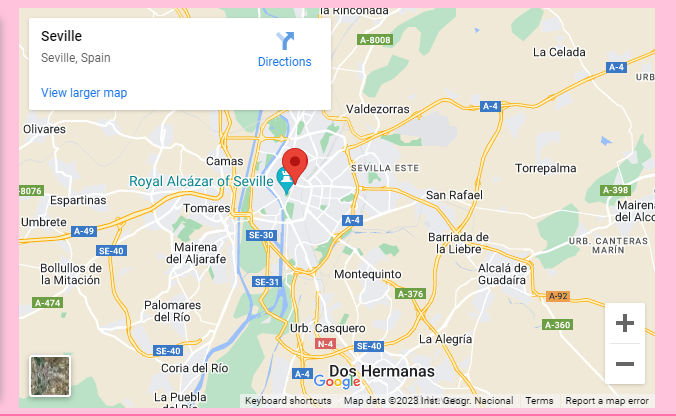 la Rinconada
Seville
Seville, Spain
Directions
View larger map
A-8008
La Celada
A-4
URB
Valdezorras
A-4
Olivares
Camas
SEVILLA ESTE
Torrepalma
Royal Alcázar of Seville
A-8076
Espartinas
Tomares
San Rafael
A-398
Mairena
del Alco
Umbrete
A-49
SE-30
A-4
Barriada de
la Liebre
URB. CANTERAS
MARÍN
SE-40
Mairena
del Aljarafe
Bollullos de
la Mitación
SE-31
Montequinto
Alcalá de
Guadaíra
A-474
A-376
A-92
Palomares
del Río
Urb. Casquero
A-360
N-4
La Alegría
SE-40
SE-40
Coria del Río
A-4
Dos Hermanas
Google
La Puebla
Keyboard shortcuts
Map data ©2023 Inst. Geogr. Nacional
Terms
Report a map error